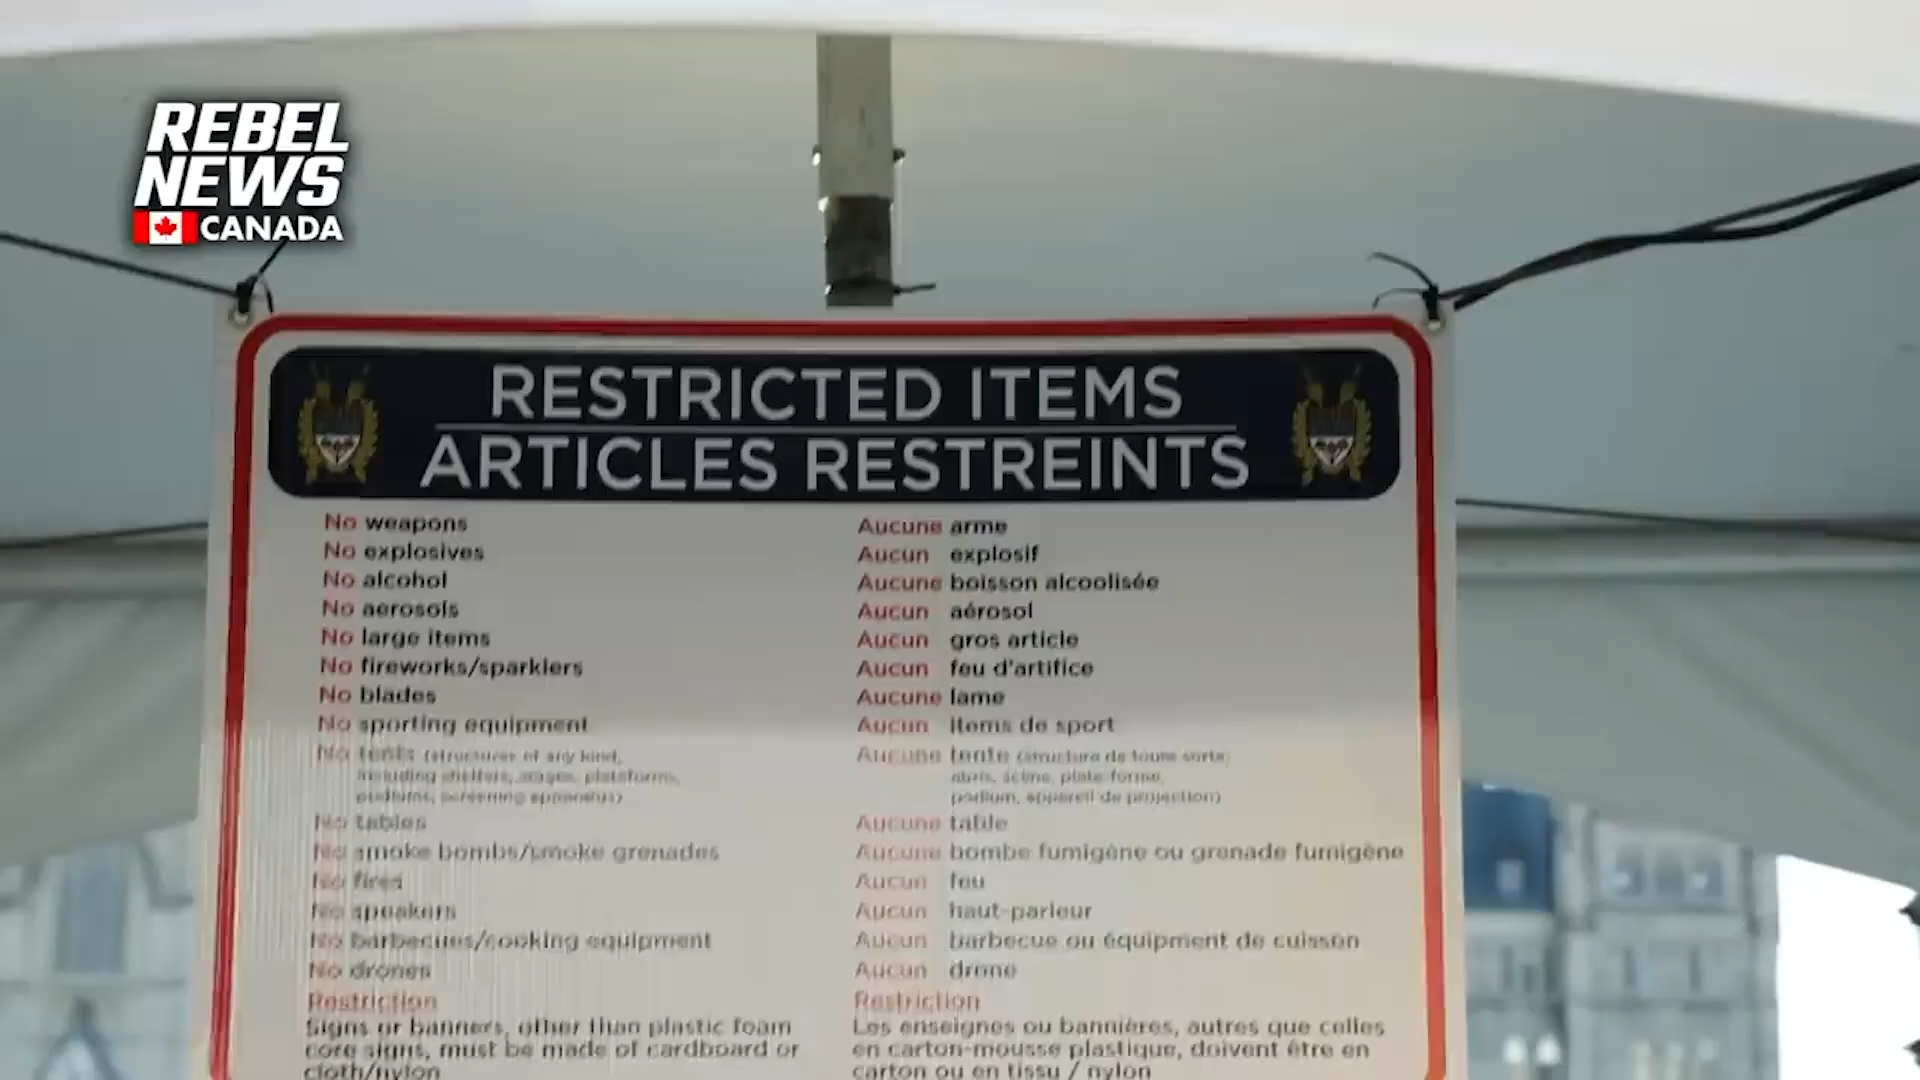 REBEL
NEWS
CANADA
RESTRICTED ITEMS
ARTICLES RESTREINTS
No weapons
No explosives
No alcohol
No aerosols
No large items
No fireworks/sparklers
No blades
No sporting equipment
No tents (structures of any kind,
including shelters, stages, platforms,
podiums, screening apparatus)
No tables
No smoke bombs/smoke grenades
No fires
No speakers
No barbecues/cooking equipment
No drones
Restriction
Signs or banners, other than plastic foam
core signs, must be made of cardboard or
cloth/nylon
Aucune arme
Aucun explosif
Aucune boisson alcoolisée
Aucun aérosol
Aucun gros article
Aucun feu d'artifice
Aucune lame
Aucun items de sport
Aucune tente (structure de toute sorte,
abris, scène, plate-forme,
podium, appareil de projection)
Aucune table
Aucune bombe fumigène ou grenade fumigène
Aucun feu
Aucun haut-parleur
Aucun barbecue ou équipment de cuisson
Aucun drone
Restriction
Les enseignes ou bannières, autres que celles
en carton-mousse plastique, doivent être en
carton ou en tissu / nylon